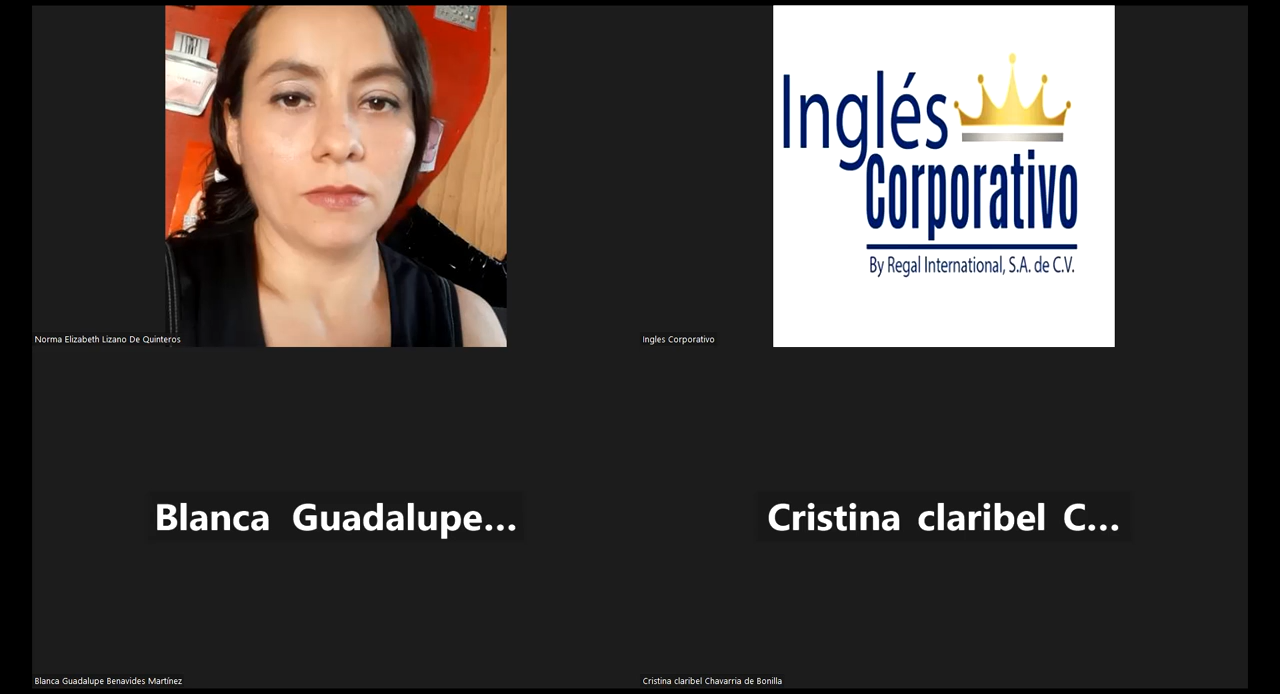 Inglés
Corporativo
By Regal International, S.A. de C.V.
Norma Elizabeth Lizano De Quinteros
Ingles Corporativo
Blanca Guadalupe...
Cristina claribel C...
Blanca Guadalupe Benavides Martínez
Cristina claribel Chavarria de Bonilla